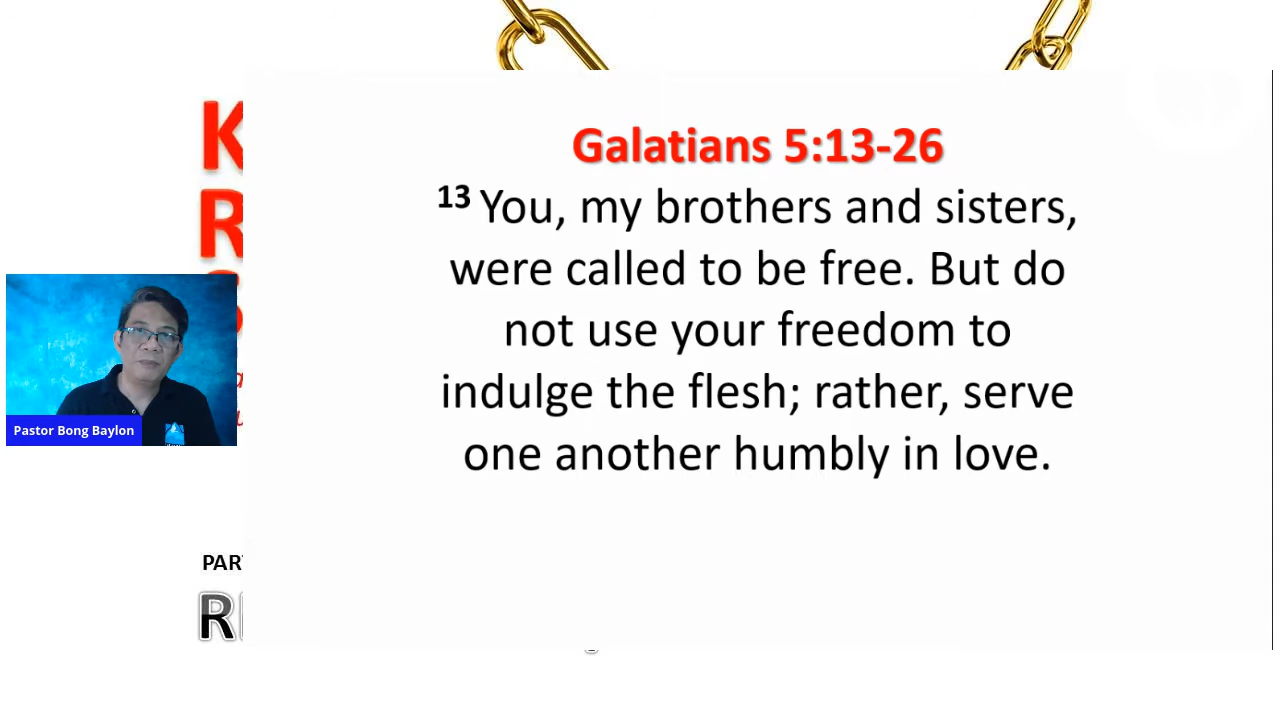 Galatians 5:13-26
13 You, my brothers and sisters,
were called to be free. But do
not use your freedom to
indulge the flesh; rather, serve
one another humbly in love.
Pastor Bong Baylon